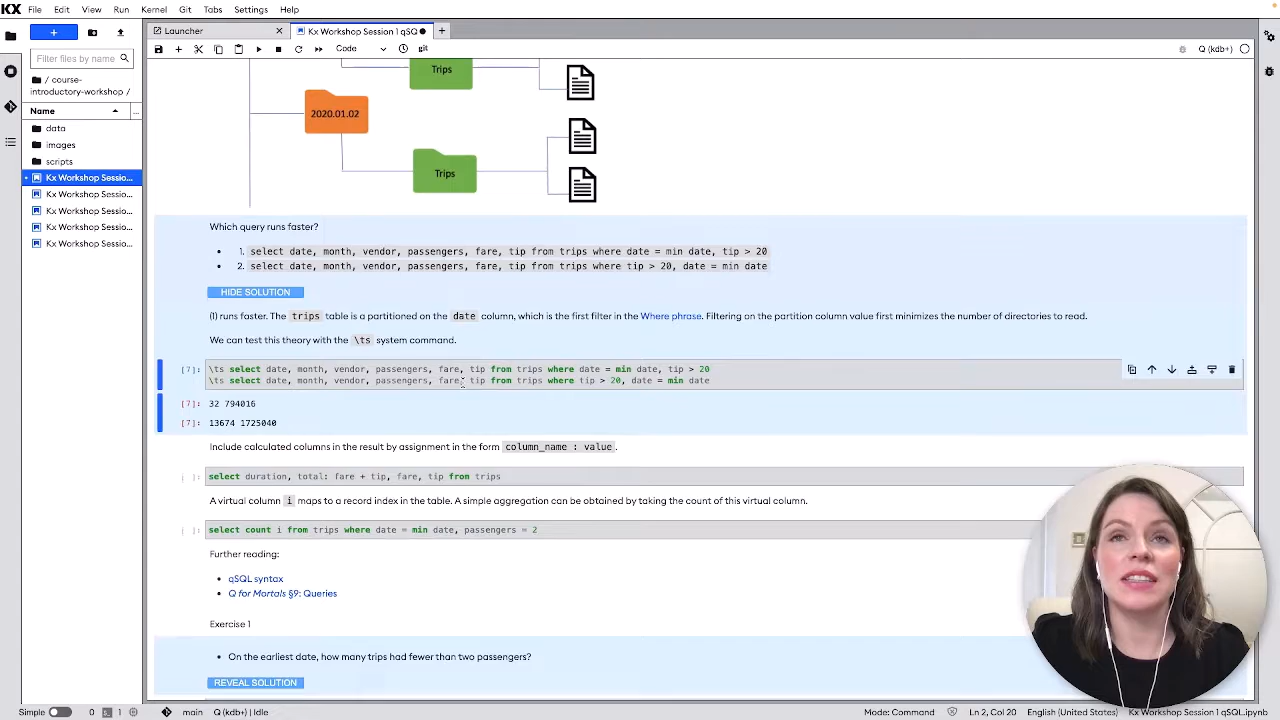 KX File Edit View Run Kernel Git Tabs Settings Help
Launcher
Kx Workshop Session 1 qSQ
Code
git
Q (kdb+)
Filter files by name
/ course-
introductory-workshop /
Name
...
data
images
scripts
Kx Workshop Sessio...
Kx Workshop Sessio...
Kx Workshop Sessio...
Kx Workshop Sessio...
Kx Workshop Sessio...
Trips
2020.01.02
Trips
Which query runs faster?
1. select date, month, vendor, passengers, fare, tip from trips where date = min date, tip > 20
2. select date, month, vendor, passengers, fare, tip from trips where tip > 20, date = min date
HIDE SOLUTION
(1) runs faster. The trips table is a partitioned on the date column, which is the first filter in the Where phrase. Filtering on the partition column value first minimizes the number of directories to read.
We can test this theory with the \ts system command.
[7]: \ts select date, month, vendor, passengers, fare, tip from trips where date = min date, tip > 20
\ts select date, month, vendor, passengers, fare, tip from trips where tip > 20, date = min date
[7]: 32 794016
[7]: 13674 1725040
Include calculated columns in the result by assignment in the form column_name : value.
[ ]: select duration, total: fare + tip, fare, tip from trips
A virtual column i maps to a record index in the table. A simple aggregation can be obtained by taking the count of this virtual column.
[ ]: select count i from trips where date = min date, passengers = 2
Further reading:
qSQL syntax
Q for Mortals §9: Queries
Exercise 1
On the earliest date, how many trips had fewer than two passengers?
REVEAL SOLUTION
Simple 0 1 main Q (kdb+) | Idle Mode: Command Ln 2, Col 20 English (United States) Kx Workshop Session 1 qSQL.ipynb